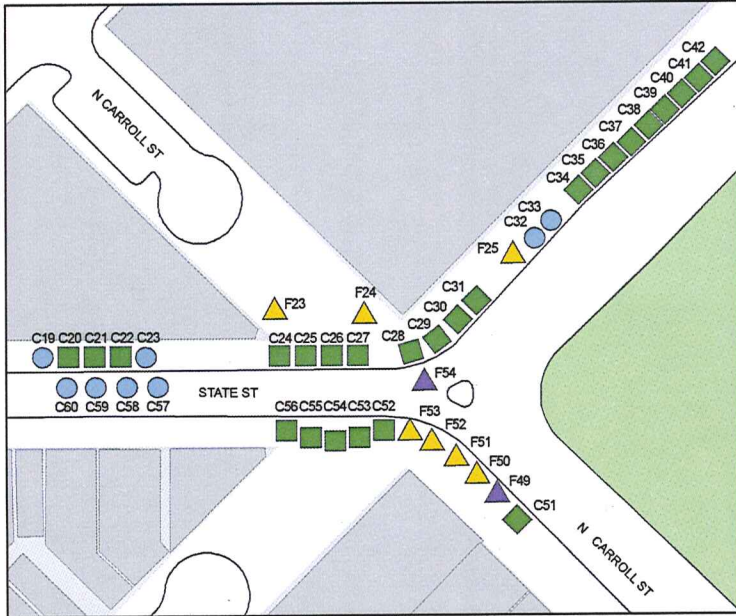 C42
C41
C40
C39
C38
C37
C36
C35
C34
N CARROLL ST
C33
C32
F25
C31
C30
C29
C28
F23
F24
C19 C20 C21 C22 C23
C24 C25 C26 C27
C60 C59 C58 C57
STATE ST
F54
C56 C55 C54 C53 C52
F53
F52
F51
F50
F49
C51
N CARROLL ST